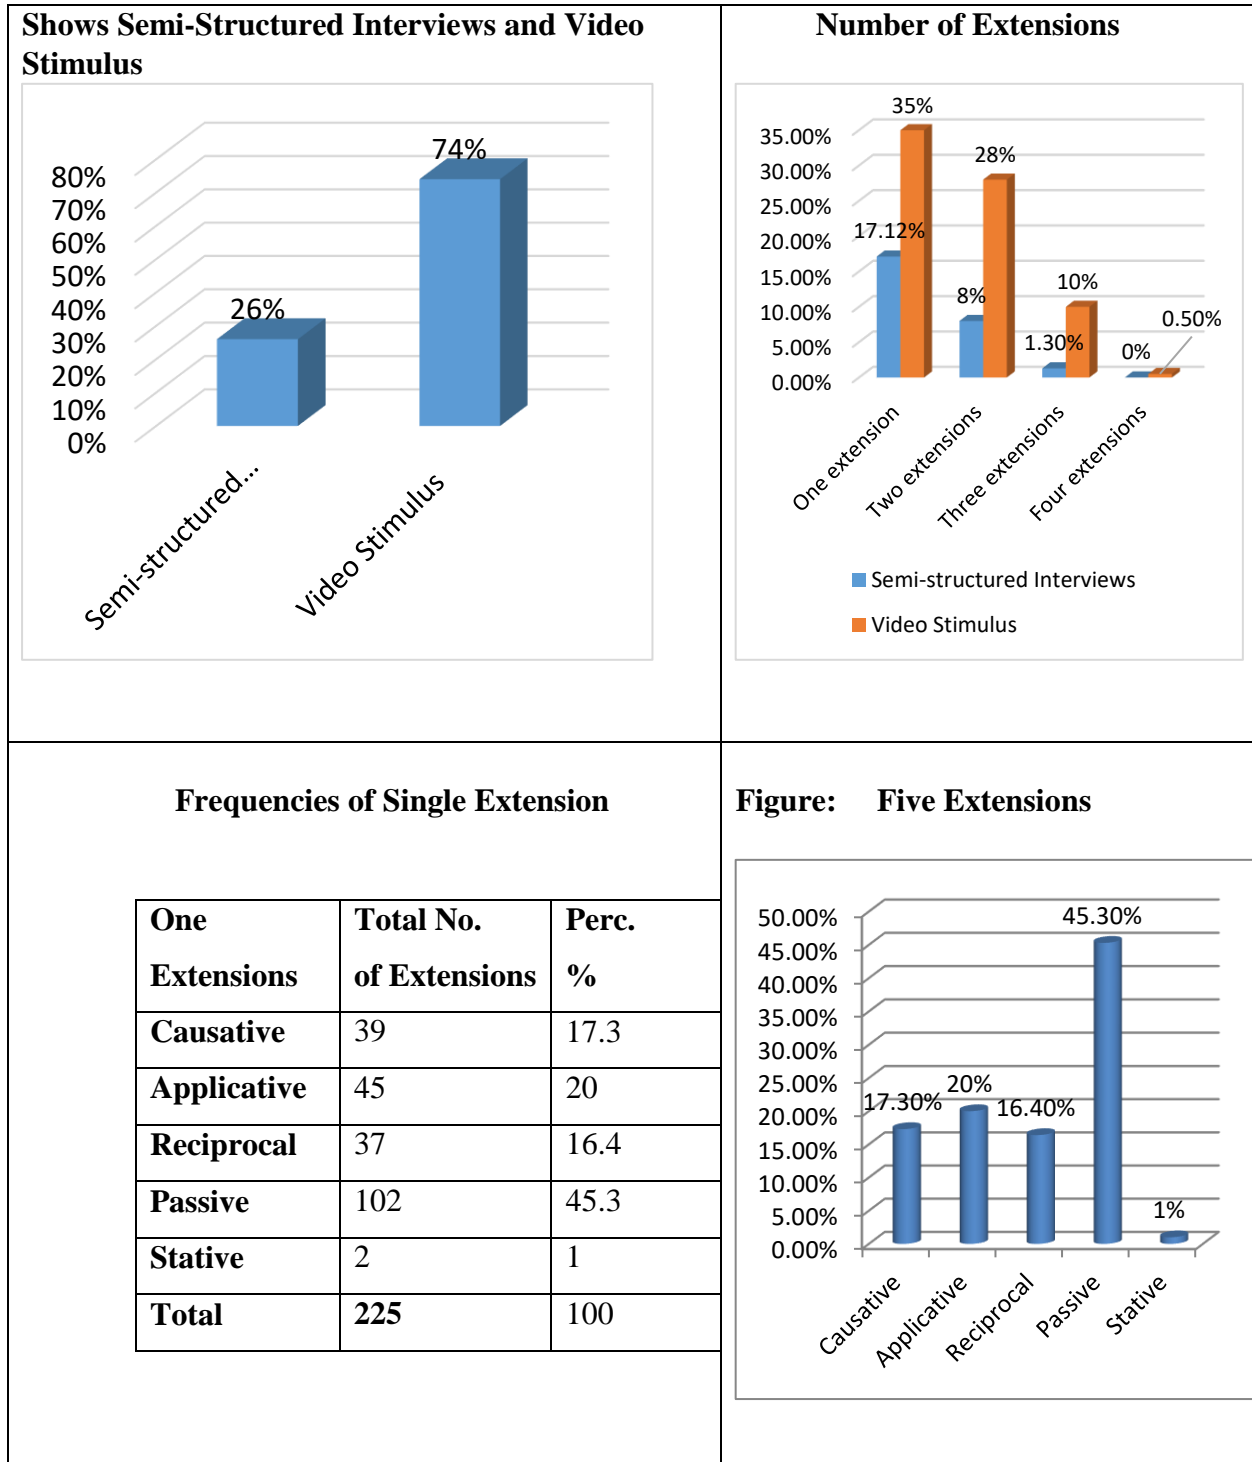 Shows Semi-Structured Interviews and Video
Stimulus
80%
70%
60%
50%
40%
30%
20%
10%
0%
26%
74%
Semi-structured...
Video Stimulus
Number of Extensions
35.00%
30.00%
25.00%
20.00%
15.00%
10.00%
5.00%
0.00%
17.12%
35%
8%
28%
1.30%
10%
0%
0.50%
One extension
Two extensions
Three extensions
Four extensions
Semi-structured Interviews
Video Stimulus
Frequencies of Single Extension
One Extensions Total No. of Extensions Perc. %
Causative 39 17.3
Applicative 45 20
Reciprocal 37 16.4
Passive 102 45.3
Stative 2 1
Total 225 100
Figure: Five Extensions
50.00%
45.00%
40.00%
35.00%
30.00%
25.00%
20.00%
15.00%
10.00%
5.00%
0.00%
17.30%
20%
16.40%
45.30%
1%
Causative
Applicative
Reciprocal
Passive
Stative